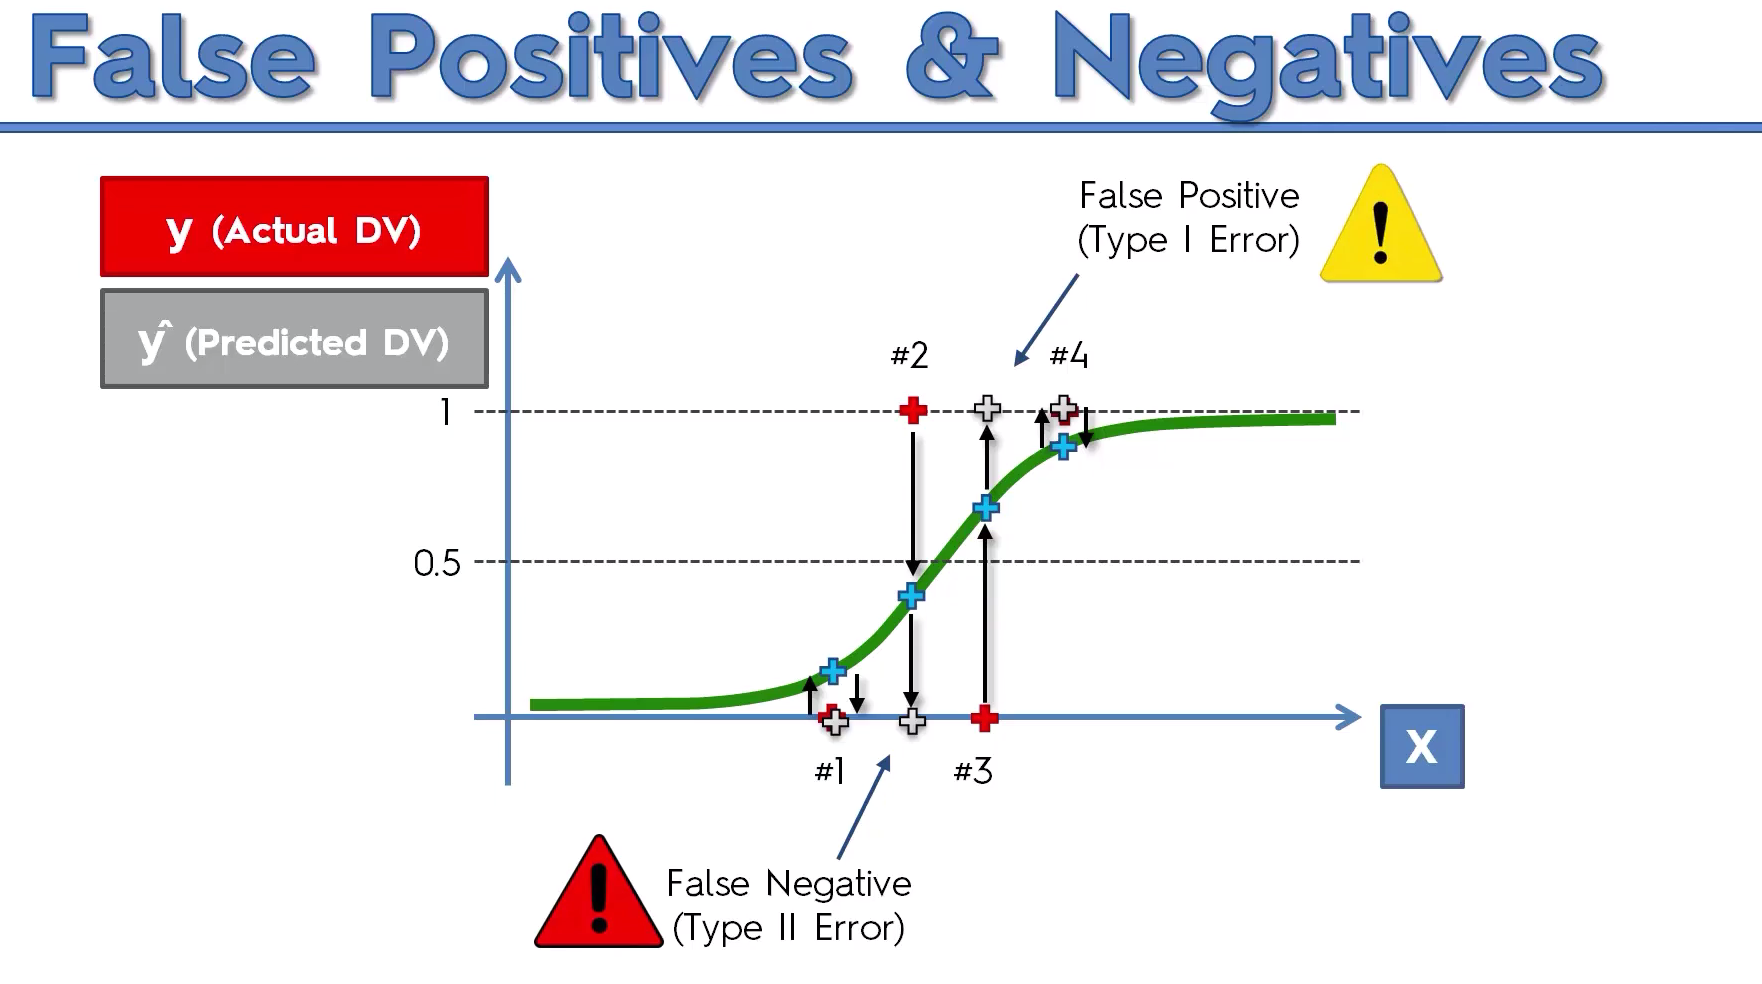 False Positives & Negatives
y (Actual DV)
ŷ (Predicted DV)
False Positive
(Type I Error)
#2
#4
1
0.5
#1
#3
X
False Negative
(Type II Error)